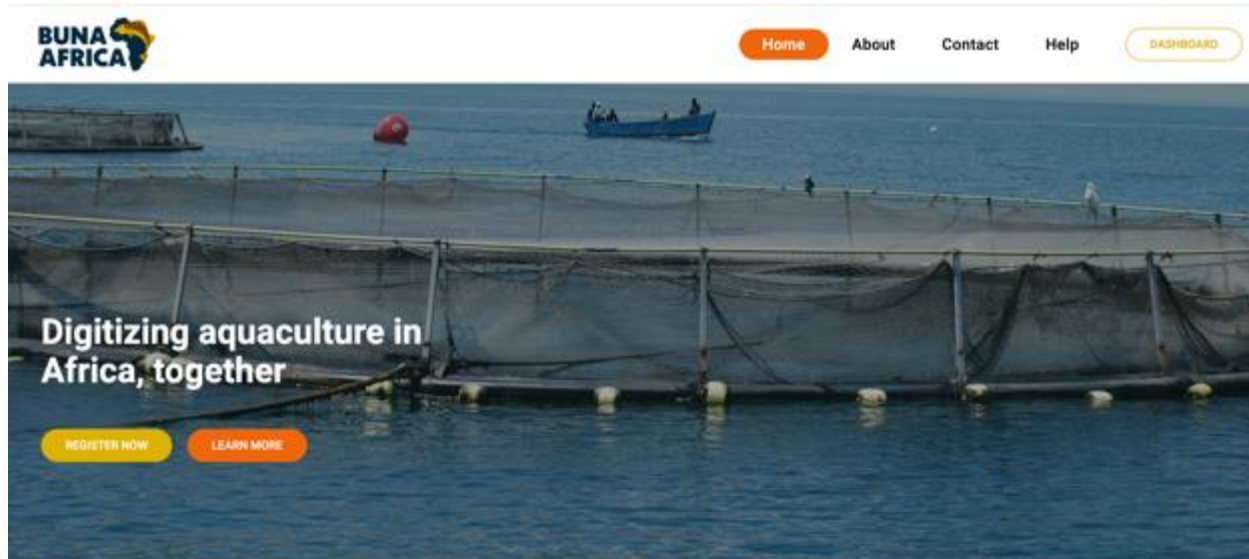 BUNA
AFRICA
Home About Contact Help DASHBOARD
Digitizing aquaculture in
Africa, together
REGISTER NOW LEARN MORE